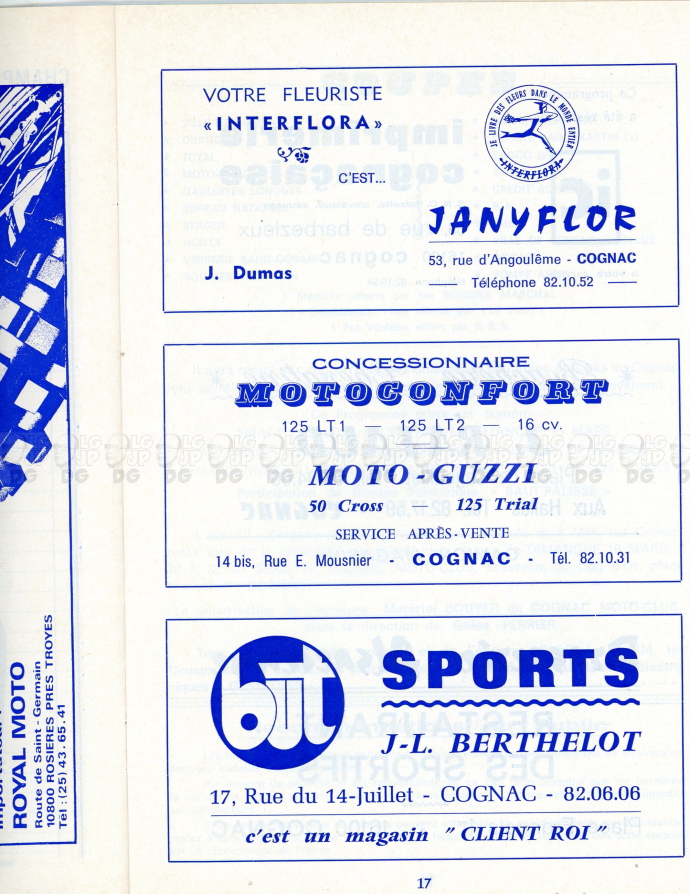 VOTRE FLEURISTE
«INTERFLORA»
C'EST...
JE LIVRE DES FLEURS DANS LE MONDE ENTIER
INTERFLORA
JANYFLOR
J. Dumas
53, rue d'Angoulême - COGNAC
Téléphone 82.10.52
CONCESSIONNAIRE
MOTOCONFORT
125 LT1 — 125 LT2 — 16 cv.
MOTO-GUZZI
50 Cross — 125 Trial
SERVICE APRÈS-VENTE
14 bis, Rue E. Mousnier - COGNAC - Tél. 82.10.31
but
SPORTS
J-L. BERTHELOT
17, Rue du 14-Juillet - COGNAC - 82.06.06
c'est un magasin " CLIENT ROI "
17
ROYAL MOTO
Route de Saint-Germain
10800 ROSIERES PRES TROYES
Tél : (25) 43.65.41